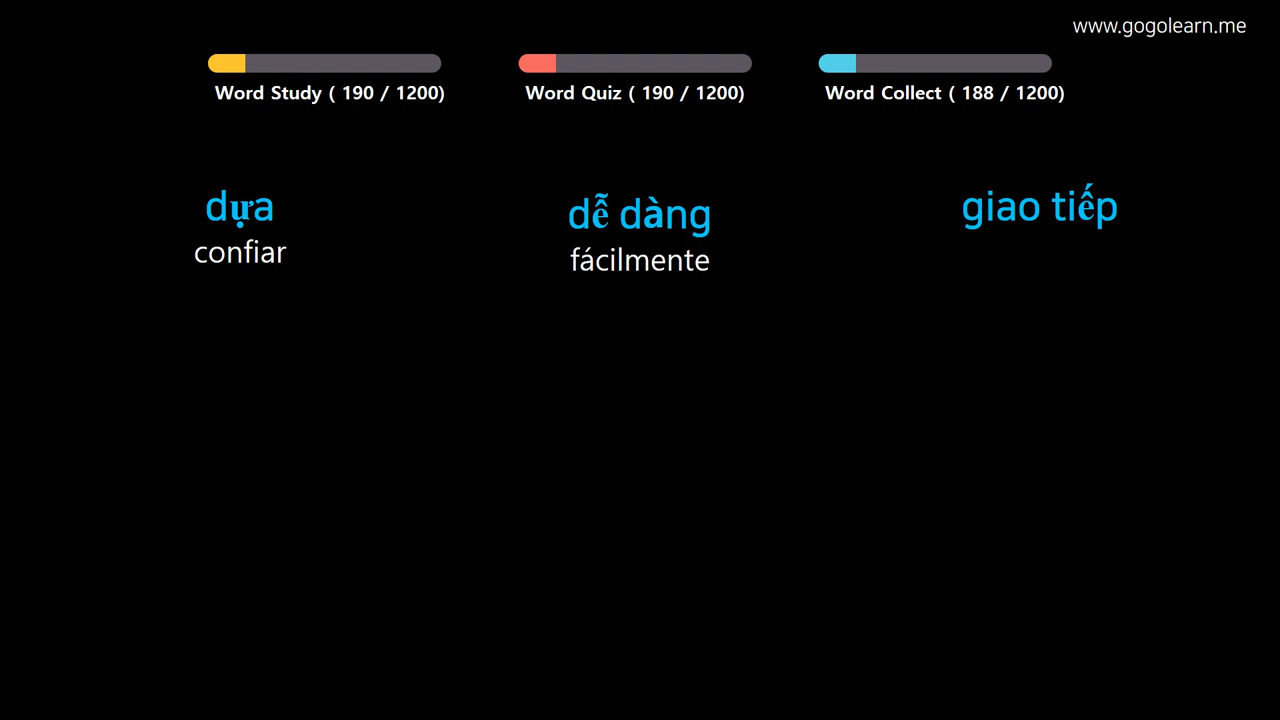 www.gogolearn.me
Word Study ( 190 / 1200)
Word Quiz ( 190 / 1200)
Word Collect ( 188 / 1200)
dựa
confiar
dễ dàng
fácilmente
giao tiếp